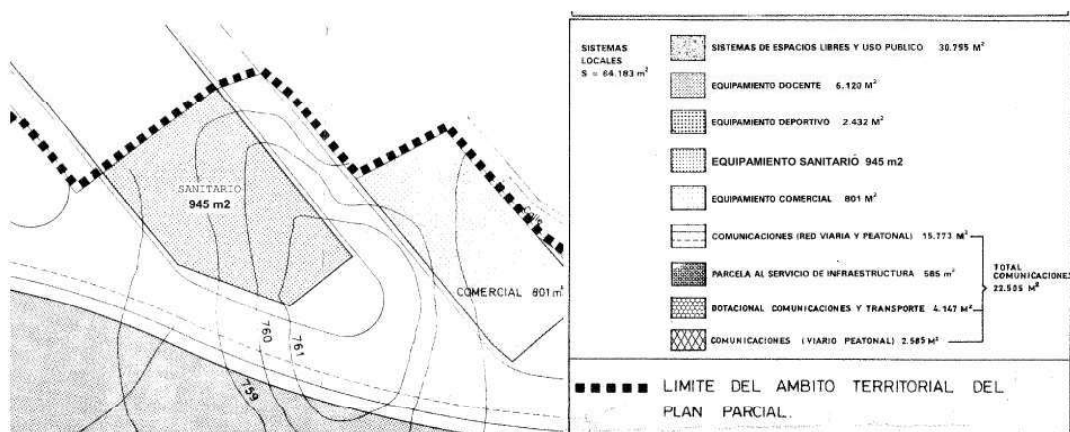 SANITARIO
945 m2
COMERCIAL 801 m²
760
761
759
Calle
SISTEMAS
LOCALES
S = 64.183 m²
SISTEMAS DE ESPACIOS LIBRES Y USO PUBLICO 30.795 M²
EQUIPAMIENTO DOCENTE 6.120 M²
EQUIPAMIENTO DEPORTIVO 2.432 M²
EQUIPAMIENTO SANITARIO 945 m2
EQUIPAMIENTO COMERCIAL 801 M²
COMUNICACIONES (RED VIARIA Y PEATONAL) 15.773 M²
PARCELA AL SERVICIO DE INFRAESTRUCTURA 585 m²
DOTACIONAL COMUNICACIONES Y TRANSPORTE 4.147 M²
COMUNICACIONES (VIARIO PEATONAL) 2.585 M²
TOTAL
COMUNICACIONES
22.505 M²
LIMITE DEL AMBITO TERRITORIAL DEL
PLAN PARCIAL.